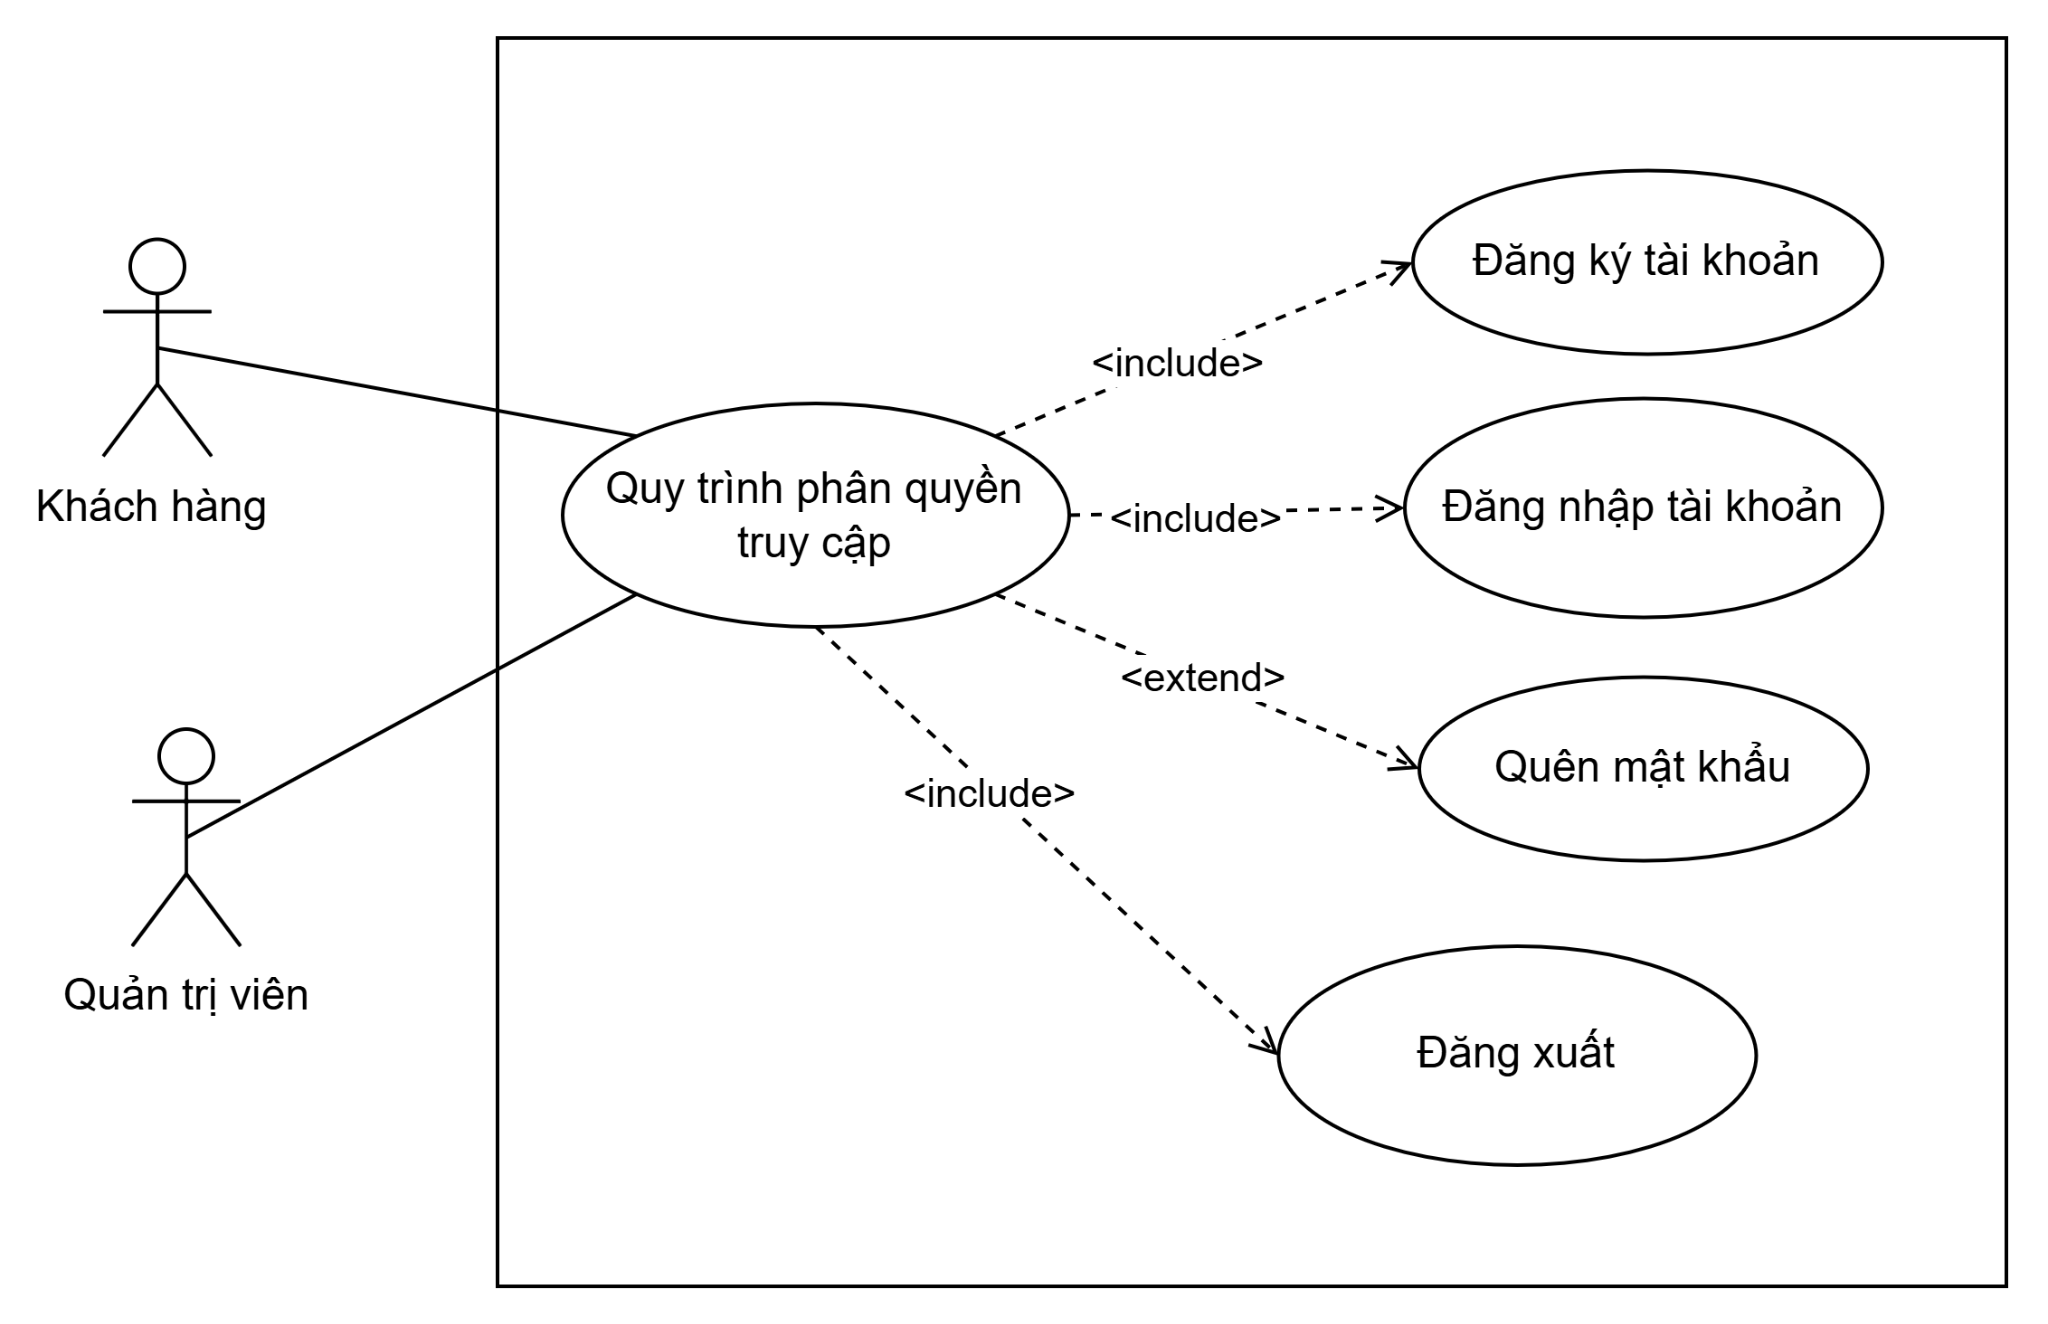 Đăng ký tài khoản
<include>
Khách hàng
Quy trình phân quyền
truy cập
<include>
Đăng nhập tài khoản
<extend>
Quên mật khẩu
<include>
Quản trị viên
Đăng xuất